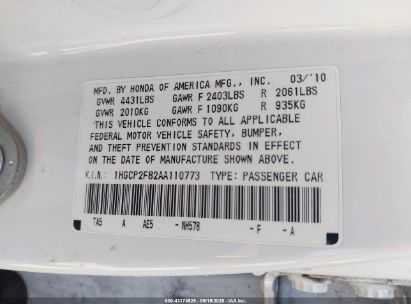 MFD. BY HONDA OF AMERICA MFG., INC. 03/'10
GVWR 4431LBS GAWR F 2403LBS R 2061LBS
GVWR 2010KG GAWR F 1090KG R 935KG
THIS VEHICLE CONFORMS TO ALL APPLICABLE
FEDERAL MOTOR VEHICLE SAFETY, BUMPER,
AND THEFT PREVENTION STANDARDS IN EFFECT
ON THE DATE OF MANUFACTURE SHOWN ABOVE.
V.I.N.: 1HGCP2F82AA110773 TYPE: PASSENGER CAR
TA5 A AE5 - NH578 - F - A